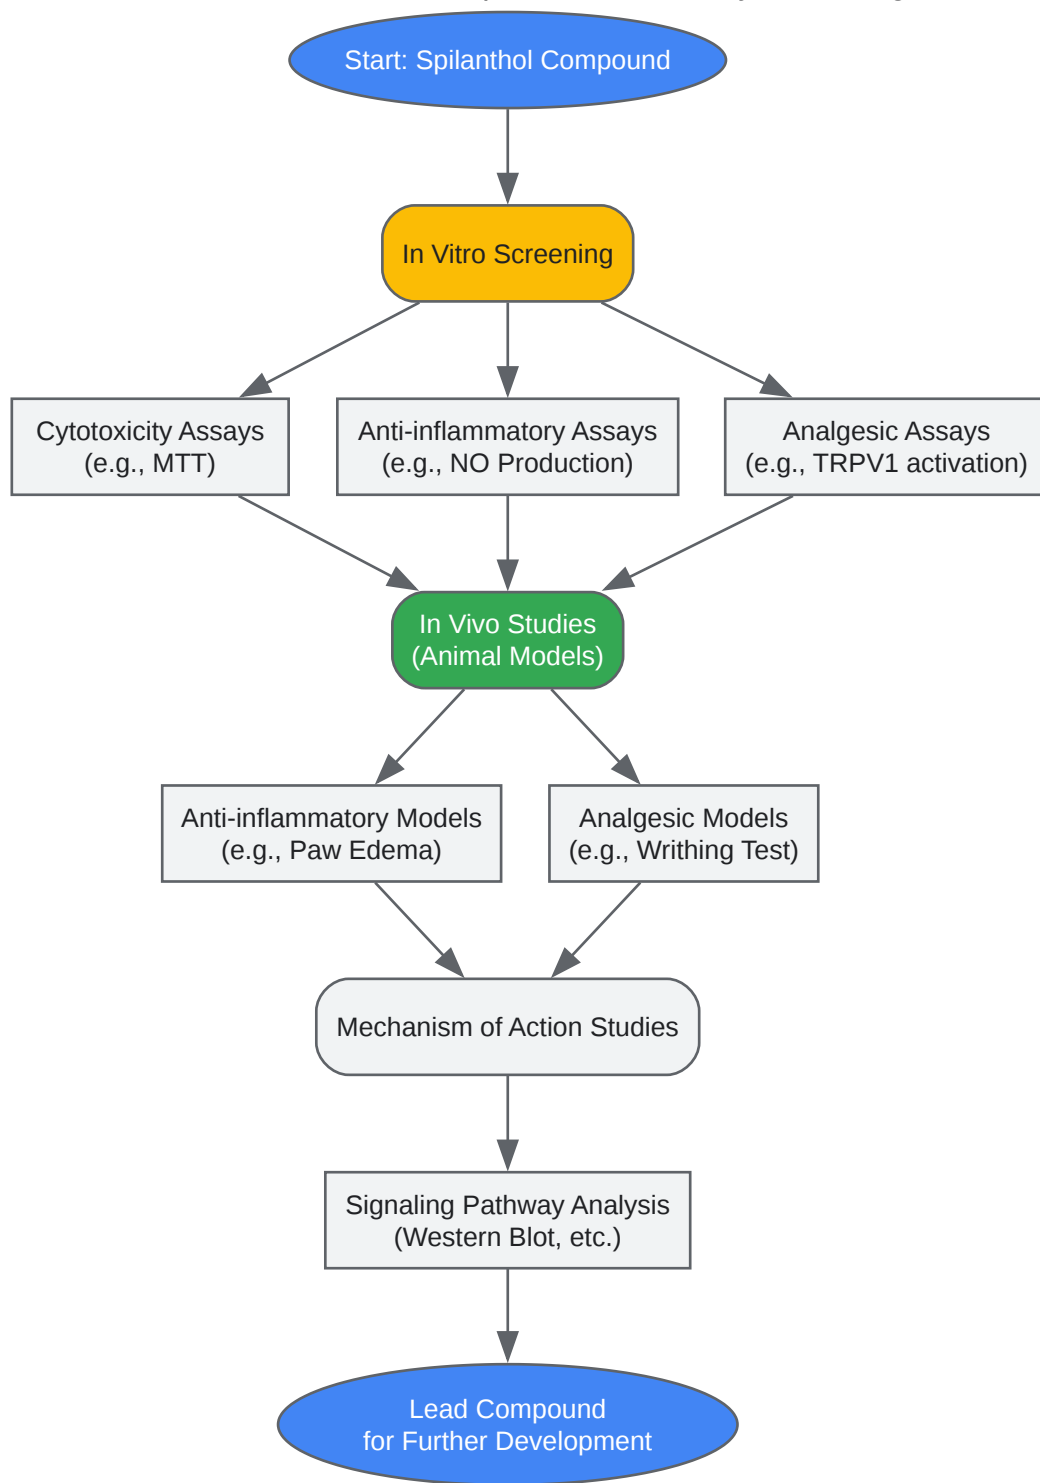 Start: Spilanthol Compound
In Vitro Screening
Cytotoxicity Assays
(e.g., MTT)
Anti-inflammatory Assays
(e.g., NO Production)
Analgesic Assays
(e.g., TRPV1 activation)
In Vivo Studies
(Animal Models)
Anti-inflammatory Models
(e.g., Paw Edema)
Analgesic Models
(e.g., Writhing Test)
Mechanism of Action Studies
Signaling Pathway Analysis
(Western Blot, etc.)
Lead Compound
for Further Development